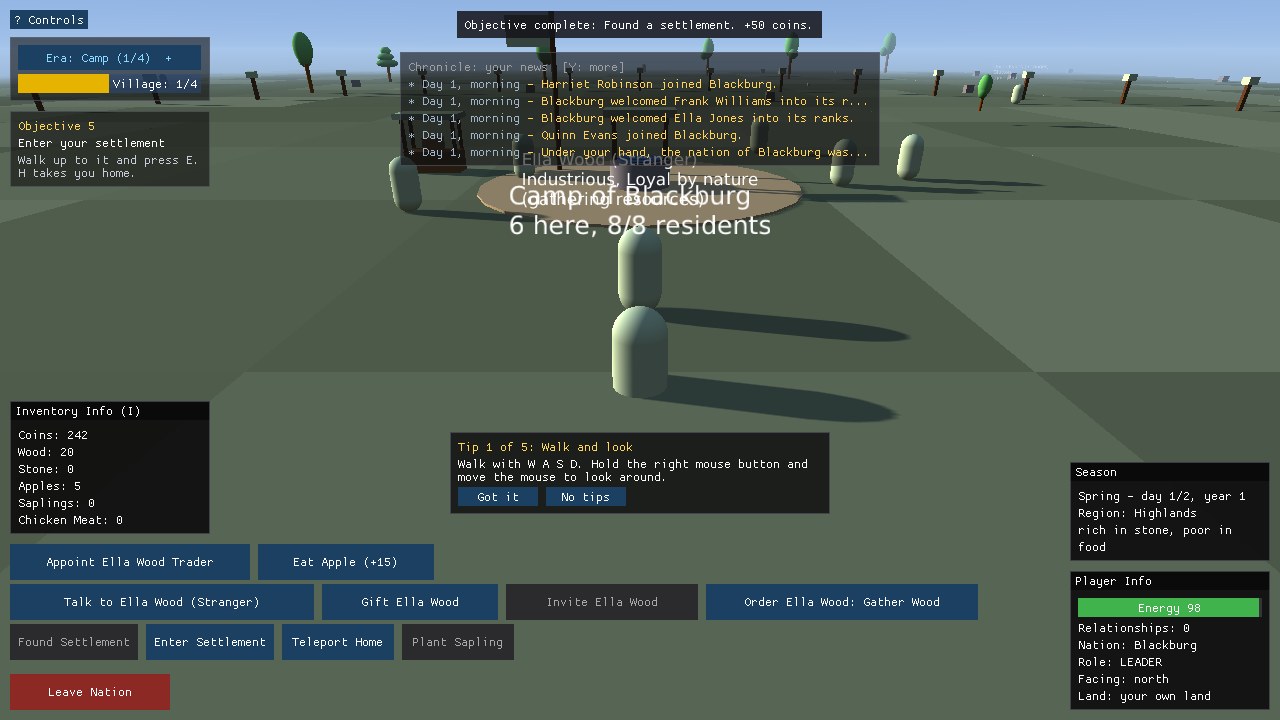 ? Controls
Objective complete: Found a settlement. +50 coins.
Era: Camp (1/4)  +
Village: 1/4
Chronicle: your news  [Y: more]
* Day 1, morning - Harriet Robinson joined Blackburg.
* Day 1, morning - Blackburg welcomed Frank Williams into its r...
* Day 1, morning - Blackburg welcomed Ella Jones into its ranks.
* Day 1, morning - Quinn Evans joined Blackburg.
* Day 1, morning - Under your hand, the nation of Blackburg was...
Objective 5
Enter your settlement
Walk up to it and press E.
H takes you home.
Ella Wood (Stranger)
Industrious, Loyal by nature
(gathering resources)
Camp of Blackburg
6 here, 8/8 residents
Inventory Info (I)
Coins: 242
Wood: 20
Stone: 0
Apples: 5
Saplings: 0
Chicken Meat: 0
Tip 1 of 5: Walk and look
Walk with W A S D. Hold the right mouse button and
move the mouse to look around.
Got it
No tips
Season
Spring - day 1/2, year 1
Region: Highlands
rich in stone, poor in
food
Appoint Ella Wood Trader
Eat Apple (+15)
Talk to Ella Wood (Stranger)
Gift Ella Wood
Invite Ella Wood
Order Ella Wood: Gather Wood
Found Settlement
Enter Settlement
Teleport Home
Plant Sapling
Leave Nation
Player Info
Energy 98
Relationships: 0
Nation: Blackburg
Role: LEADER
Facing: north
Land: your own land